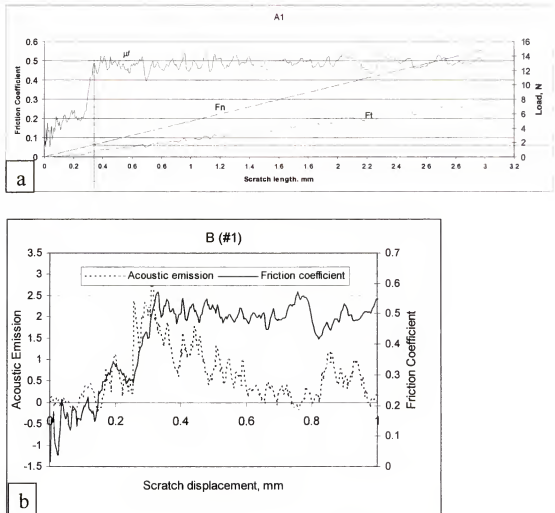 A1
0.6
0.5
0.4
0.3
0.2
0.1
0
Friction Coefficient
μf
Fn
Ft
16
14
12
10
8
6
4
2
0
Load, N
0 0.2 0.4 0.6 0.8 1 1.2 1.4 1.6 1.8 2 2.2 2.4 2.6 2.8 3 3.2
Scratch length, mm
a
B (#1)
Acoustic emission Friction coefficient
3.5
3
2.5
2
1.5
1
0.5
0
-0.5
-1
-1.5
Acoustic Emission
0 0.2 0.4 0.6 0.8 1
0.7
0.6
0.5
0.4
0.3
0.2
0.1
0
Friction Coefficient
Scratch displacement, mm
b